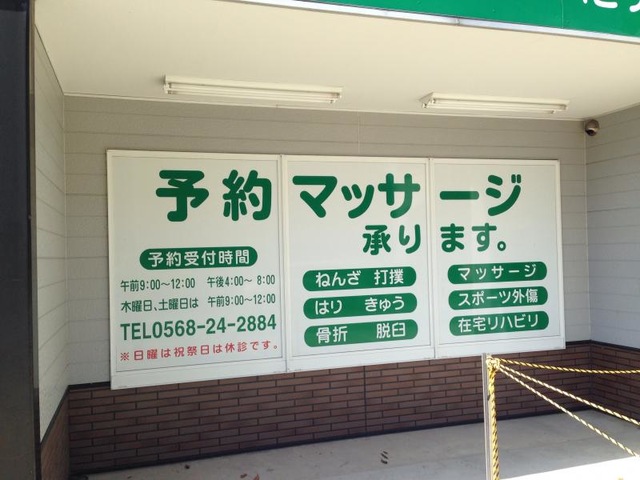 予約マッサージ
承ります。
予約受付時間
午前9:00〜12:00 午後4:00〜8:00
木曜日、土曜日は 午前9:00〜12:00
TEL0568-24-2884
※日曜は祝祭日は休診です。
ねんざ 打撲
はり きゅう
骨折 脱臼
マッサージ
スポーツ外傷
在宅リハビリ